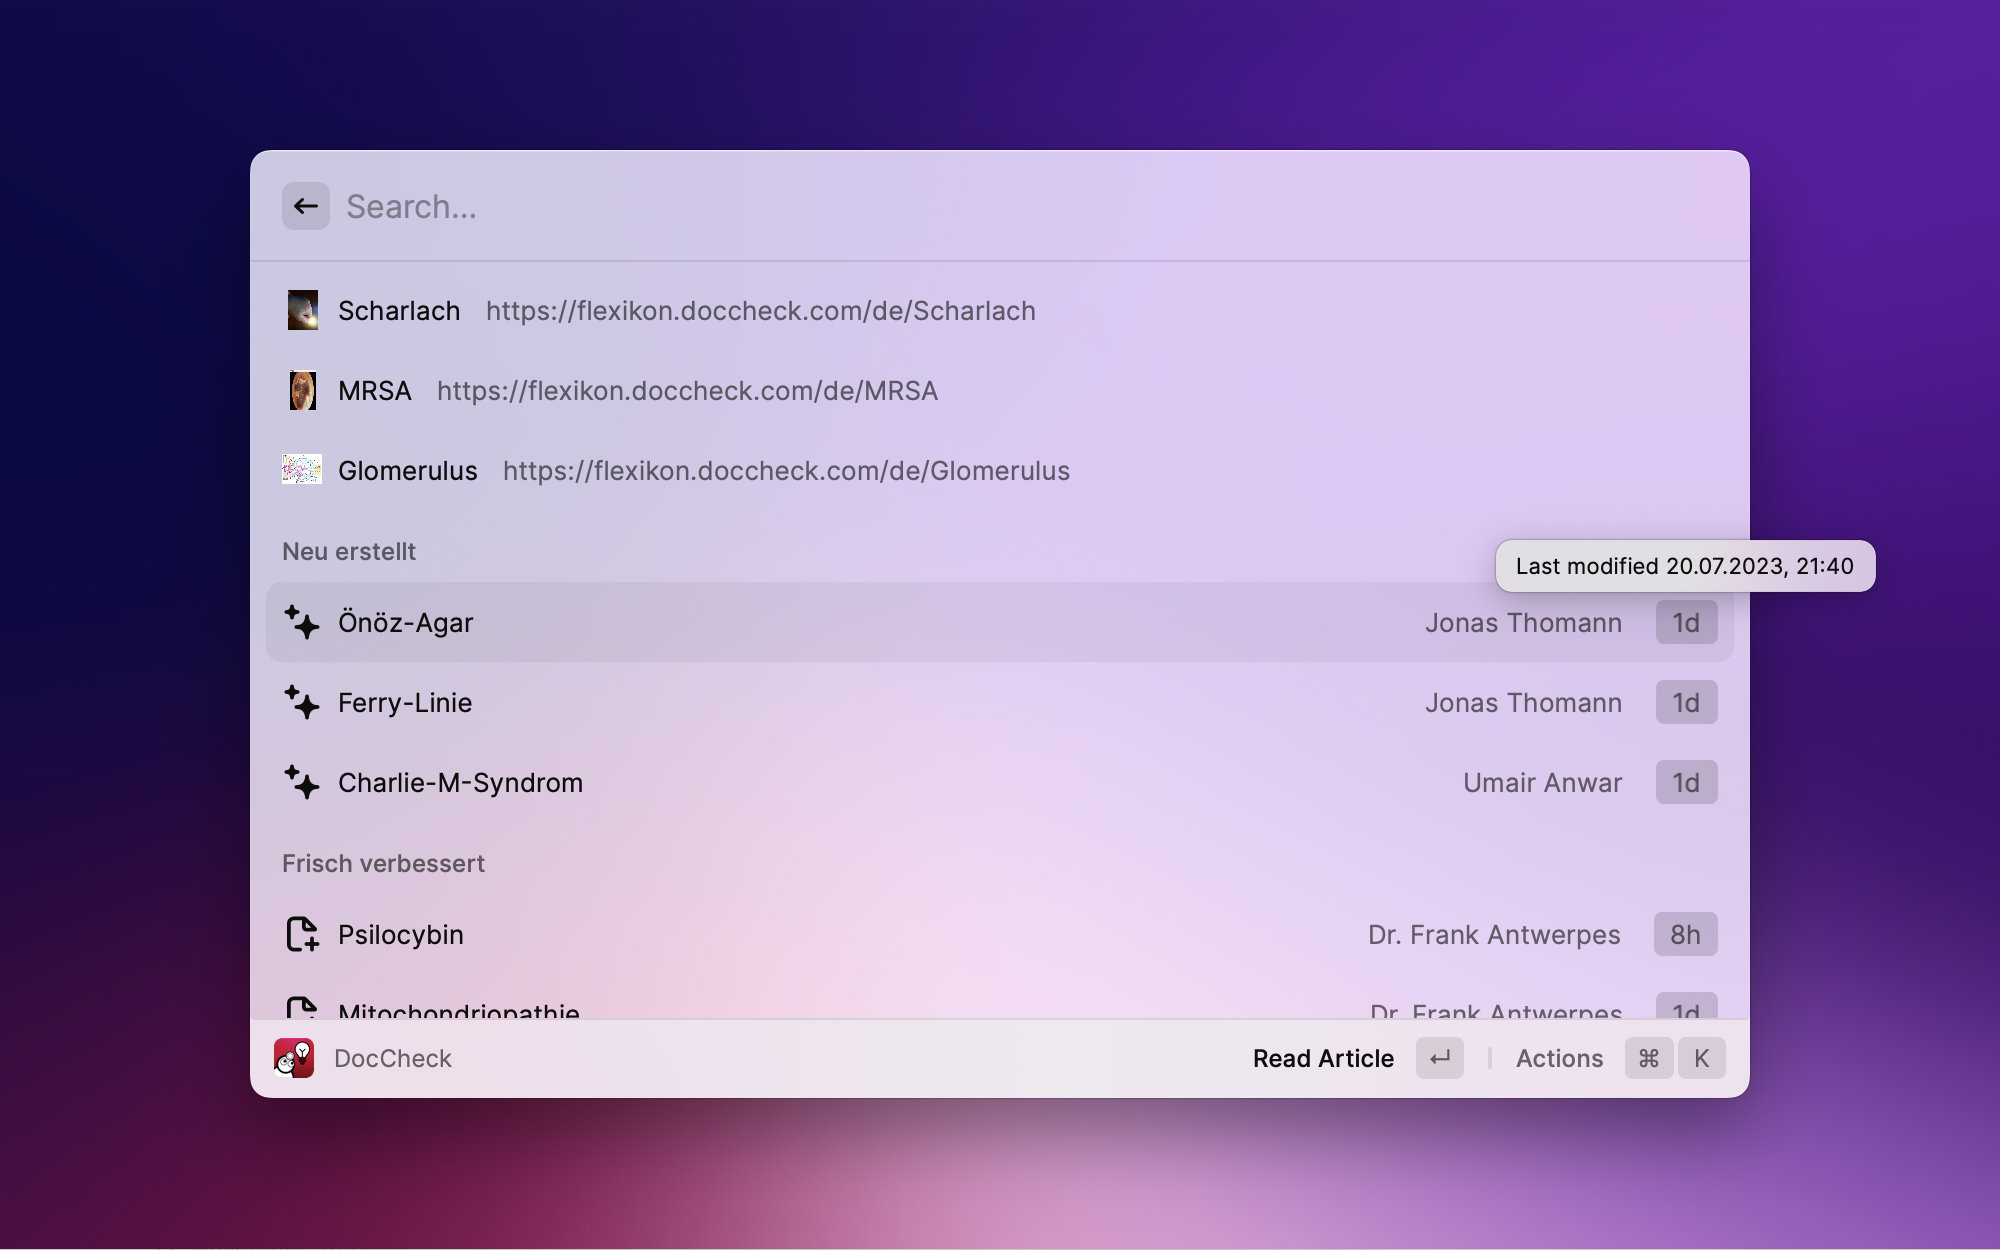 Search...
Scharlach https://flexikon.doccheck.com/de/Scharlach
MRSA https://flexikon.doccheck.com/de/MRSA
Glomerulus https://flexikon.doccheck.com/de/Glomerulus
Neu erstellt
Last modified 20.07.2023, 21:40
Önöz-Agar Jonas Thomann 1d
Ferry-Linie Jonas Thomann 1d
Charlie-M-Syndrom Umair Anwar 1d
Frisch verbessert
Psilocybin Dr. Frank Antwerpes 8h
Mitochondriopathie Dr. Frank Antwerpes 1d
DocCheck Read Article ↵ Actions ⌘ K